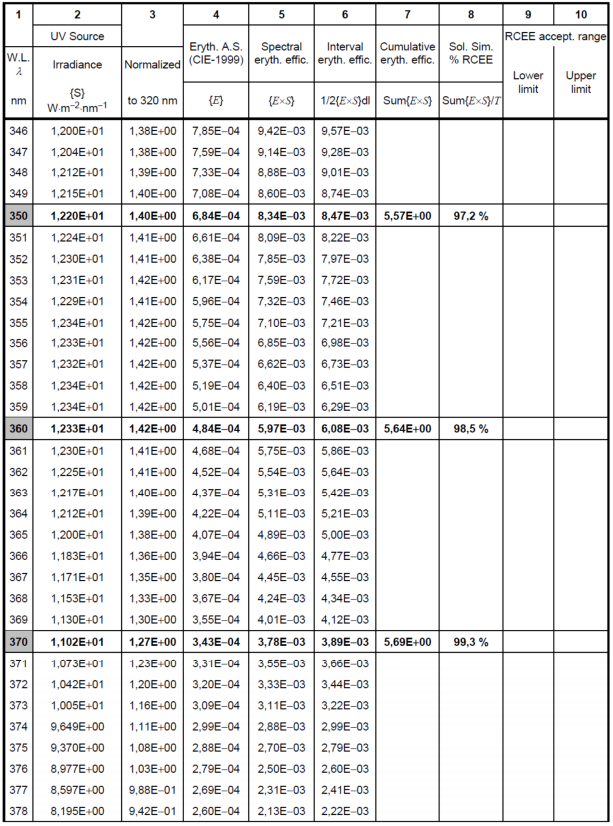 1 2 3 4 5 6 7 8 9 10
UV Source RCEE accept. range
W.L. λ Irradiance Normalized Eryth. A.S. (CIE-1999) Spectral eryth. effic. Interval eryth. effic. Cumulative eryth. effic. Sol. Sim. % RCEE Lower limit Upper limit
nm {S} W·m–2·nm–1 to 320 nm {E} {E×S} 1/2{E×S}dl Sum{E×S} Sum{E×S}/T
346 1,200E+01 1,38E+00 7,85E–04 9,42E–03 9,57E–03
347 1,204E+01 1,38E+00 7,59E–04 9,14E–03 9,28E–03
348 1,212E+01 1,39E+00 7,33E–04 8,88E–03 9,01E–03
349 1,215E+01 1,40E+00 7,08E–04 8,60E–03 8,74E–03
350 1,220E+01 1,40E+00 6,84E–04 8,34E–03 8,47E–03 5,57E+00 97,2 %
351 1,224E+01 1,41E+00 6,61E–04 8,09E–03 8,22E–03
352 1,230E+01 1,41E+00 6,38E–04 7,85E–03 7,97E–03
353 1,231E+01 1,42E+00 6,17E–04 7,59E–03 7,72E–03
354 1,229E+01 1,41E+00 5,96E–04 7,32E–03 7,46E–03
355 1,234E+01 1,42E+00 5,75E–04 7,10E–03 7,21E–03
356 1,233E+01 1,42E+00 5,56E–04 6,85E–03 6,98E–03
357 1,232E+01 1,42E+00 5,37E–04 6,62E–03 6,73E–03
358 1,234E+01 1,42E+00 5,19E–04 6,40E–03 6,51E–03
359 1,234E+01 1,42E+00 5,01E–04 6,19E–03 6,29E–03
360 1,233E+01 1,42E+00 4,84E–04 5,97E–03 6,08E–03 5,64E+00 98,5 %
361 1,230E+01 1,41E+00 4,68E–04 5,75E–03 5,86E–03
362 1,225E+01 1,41E+00 4,52E–04 5,54E–03 5,64E–03
363 1,217E+01 1,40E+00 4,37E–04 5,31E–03 5,42E–03
364 1,212E+01 1,39E+00 4,22E–04 5,11E–03 5,21E–03
365 1,200E+01 1,38E+00 4,07E–04 4,89E–03 5,00E–03
366 1,183E+01 1,36E+00 3,94E–04 4,66E–03 4,77E–03
367 1,171E+01 1,35E+00 3,80E–04 4,45E–03 4,55E–03
368 1,153E+01 1,33E+00 3,67E–04 4,24E–03 4,34E–03
369 1,130E+01 1,30E+00 3,55E–04 4,01E–03 4,12E–03
370 1,102E+01 1,27E+00 3,43E–04 3,78E–03 3,89E–03 5,69E+00 99,3 %
371 1,073E+01 1,23E+00 3,31E–04 3,55E–03 3,66E–03
372 1,042E+01 1,20E+00 3,20E–04 3,33E–03 3,44E–03
373 1,005E+01 1,16E+00 3,09E–04 3,11E–03 3,22E–03
374 9,649E+00 1,11E+00 2,99E–04 2,88E–03 2,99E–03
375 9,370E+00 1,08E+00 2,88E–04 2,70E–03 2,79E–03
376 8,977E+00 1,03E+00 2,79E–04 2,50E–03 2,60E–03
377 8,597E+00 9,88E–01 2,69E–04 2,31E–03 2,41E–03
378 8,195E+00 9,42E–01 2,60E–04 2,13E–03 2,22E–03